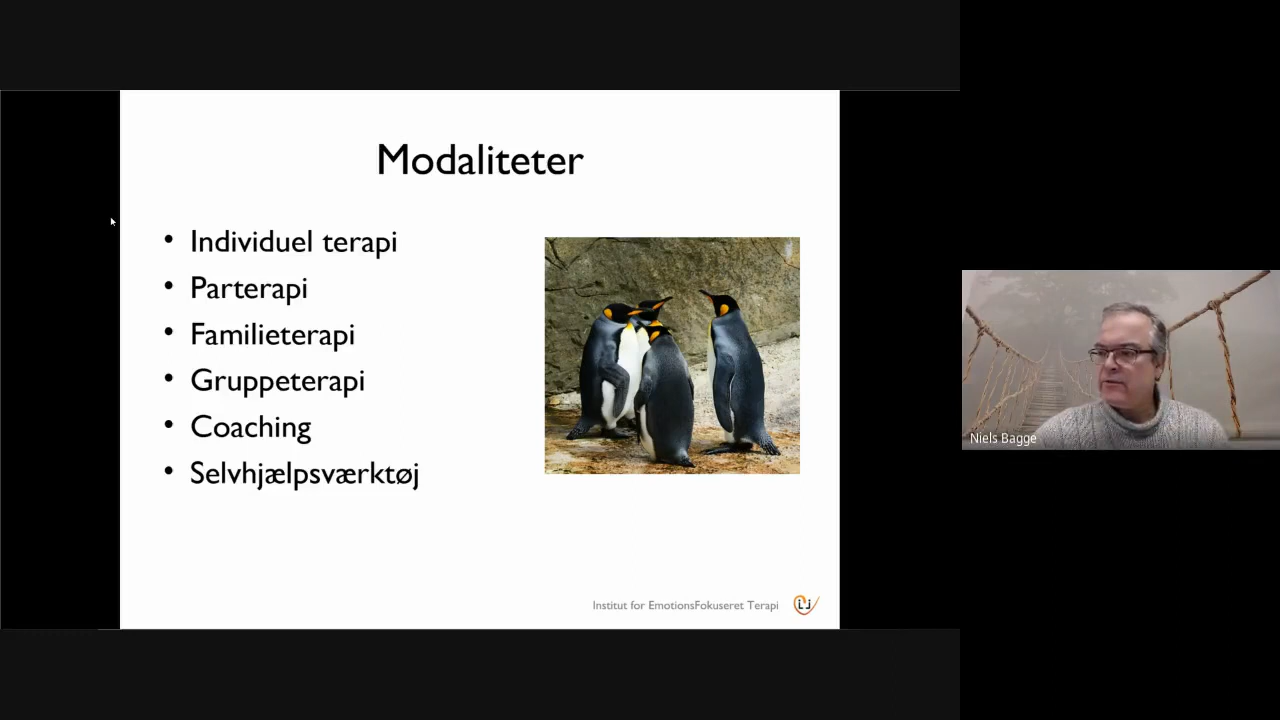 Modaliteter
• Individuel terapi
• Parterapi
• Familieterapi
• Gruppeterapi
• Coaching
• Selvhjælpsværktøj
Institut for EmotionsFokuseret Terapi
Niels Bagge